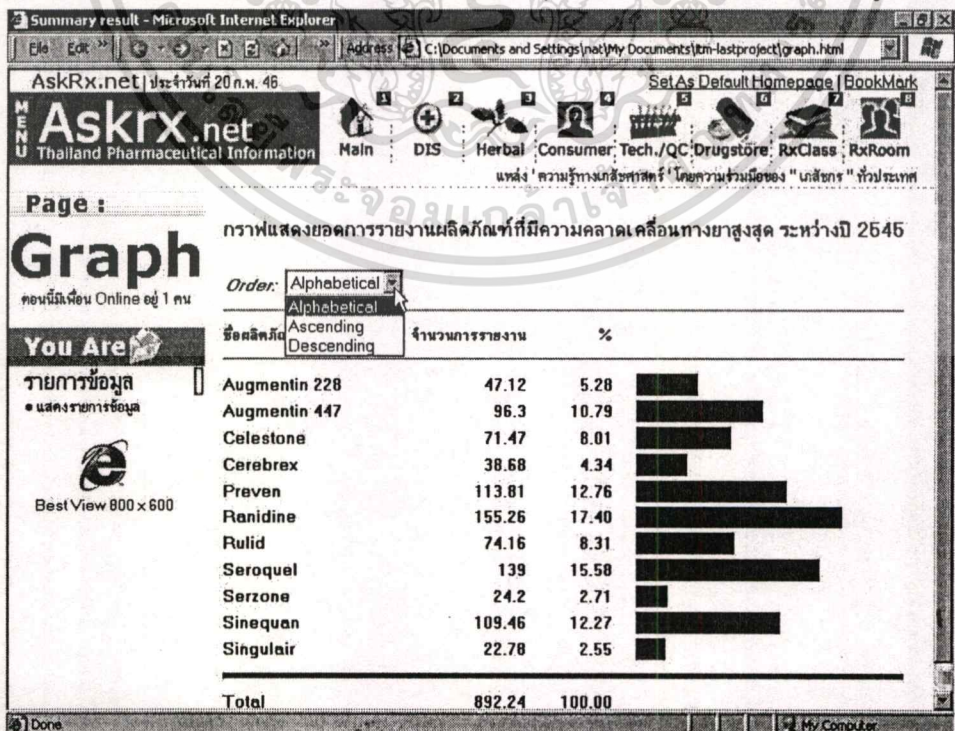 Summary result - Microsoft Internet Explorer
File Edit » » Address C:\Documents and Settings\nat\My Documents\itm-lastproject\graph.html
AskRx.net ประจำวันที่ 20 ก.พ. 46 Set As Default Homepage | BookMark
MENU
Askrx.net
Thailand Pharmaceutical Information
1 2 3 4 5 6 7 8
Main DIS Herbal Consumer Tech./QC Drugstore RxClass RxRoom
แหล่ง ' ความรู้ทางเภสัชศาสตร์ ' โดยความร่วมมือของ " เภสัชกร " ทั่วประเทศ
Page :
Graph
ตอนนี้มีเพื่อน Online อยู่ 1 คน
You Are
รายการข้อมูล
• แสดงรายการข้อมูล
Best View 800 x 600
กราฟแสดงยอดการรายงานผลิตภัณฑ์ที่มีความคลาดเคลื่อนทางยาสูงสุด ระหว่างปี 2545
Order: Alphabetical
Alphabetical
Ascending
Descending
จำนวนการรายงาน %
Augmentin 228 47.12 5.28
Augmentin 447 96.3 10.79
Celestone 71.47 8.01
Cerebrex 38.68 4.34
Preven 113.81 12.76
Ranidine 155.26 17.40
Rulid 74.16 8.31
Seroquel 139 15.58
Serzone 24.2 2.71
Sinequan 109.46 12.27
Singulair 22.78 2.55
Total 892.24 100.00
Done My Computer